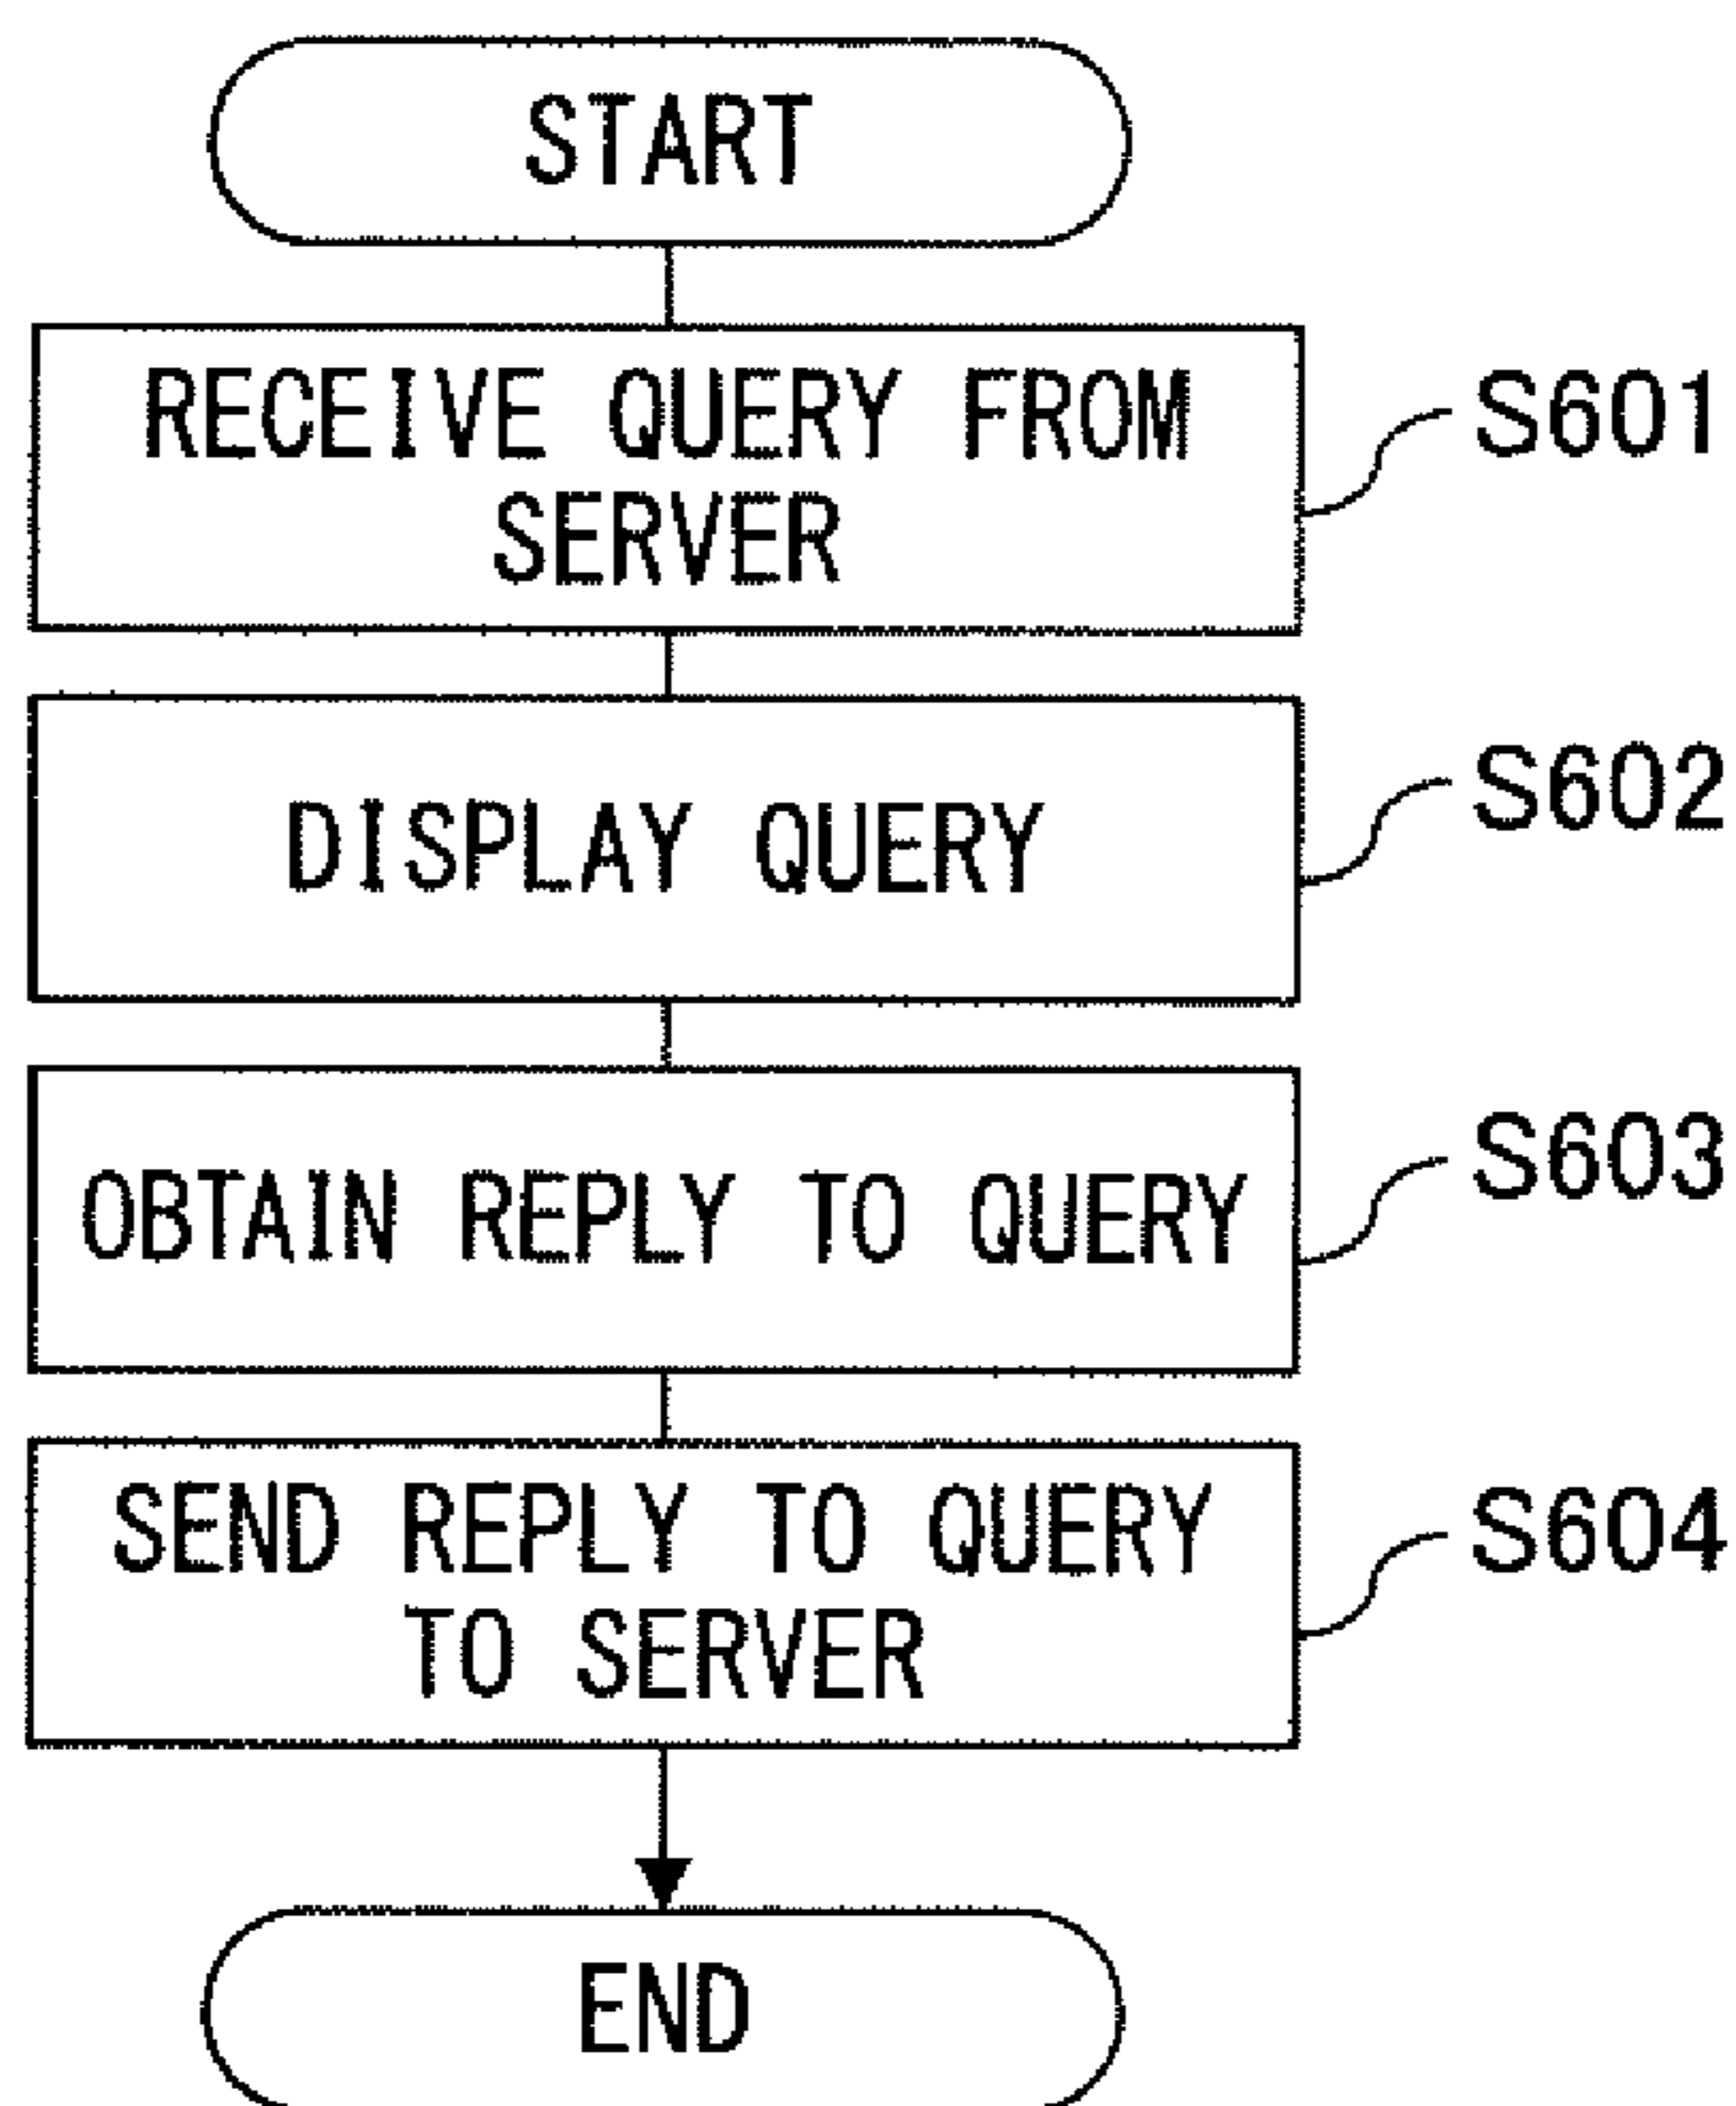 START
RECEIVE QUERY FROM
SERVER
S601
DISPLAY QUERY
S602
OBTAIN REPLY TO QUERY
S603
SEND REPLY TO QUERY
TO SERVER
S604
END